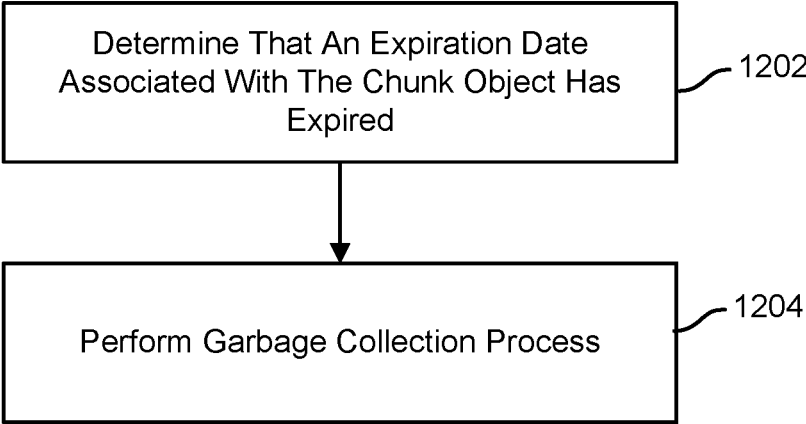 Determine That An Expiration Date
Associated With The Chunk Object Has
Expired
1202
Perform Garbage Collection Process
1204